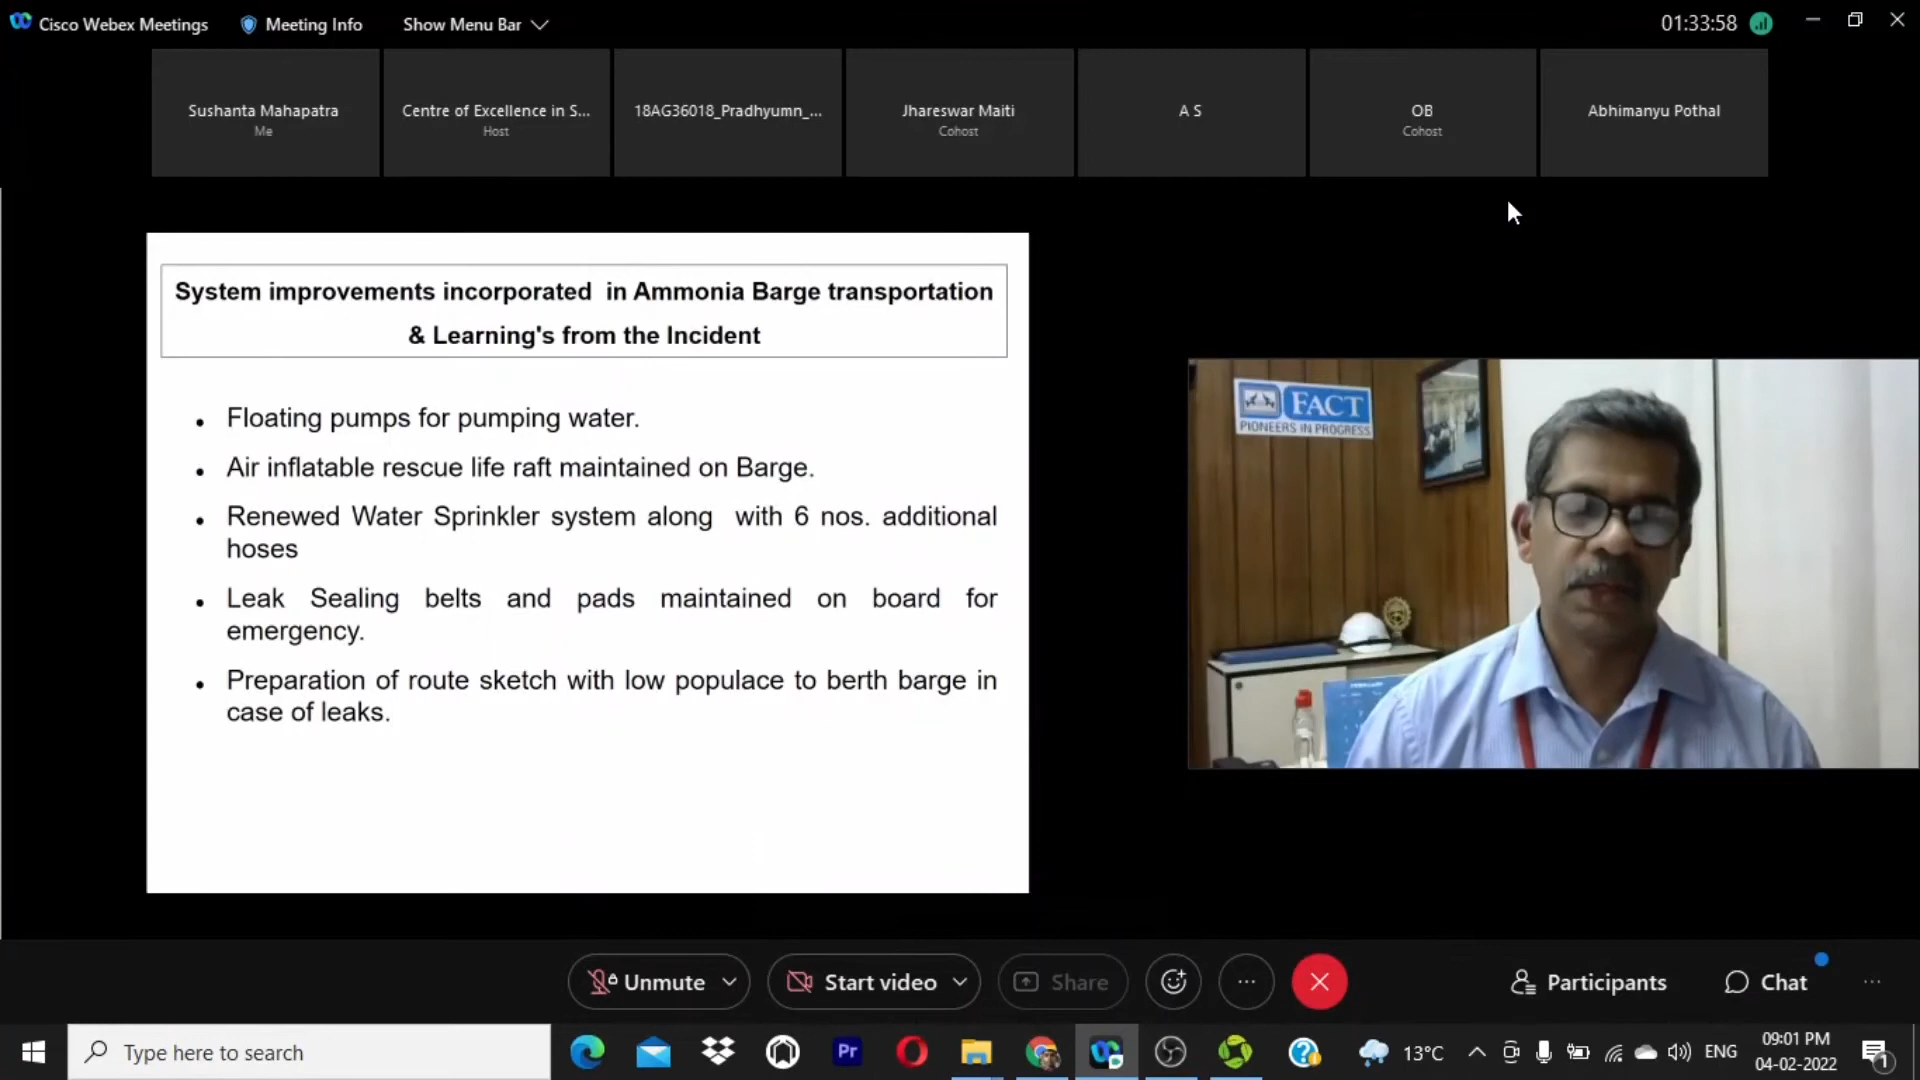 Cisco Webex Meetings
Meeting Info
Show Menu Bar
01:33:58
Sushanta Mahapatra
Me
Centre of Excellence in S...
Host
18AG36018_Pradhyumn_...
Jhareswar Maiti
Cohost
A S
OB
Cohost
Abhimanyu Pothal
System improvements incorporated in Ammonia Barge transportation
& Learning's from the Incident
• Floating pumps for pumping water.
• Air inflatable rescue life raft maintained on Barge.
• Renewed Water Sprinkler system along with 6 nos. additional
hoses
• Leak Sealing belts and pads maintained on board for
emergency.
• Preparation of route sketch with low populace to berth barge in
case of leaks.
FACT
PIONEERS IN PROGRESS
Unmute
Start video
Share
Participants
Chat
Type here to search
Pr
13°C
ENG
09:01 PM
04-02-2022
1